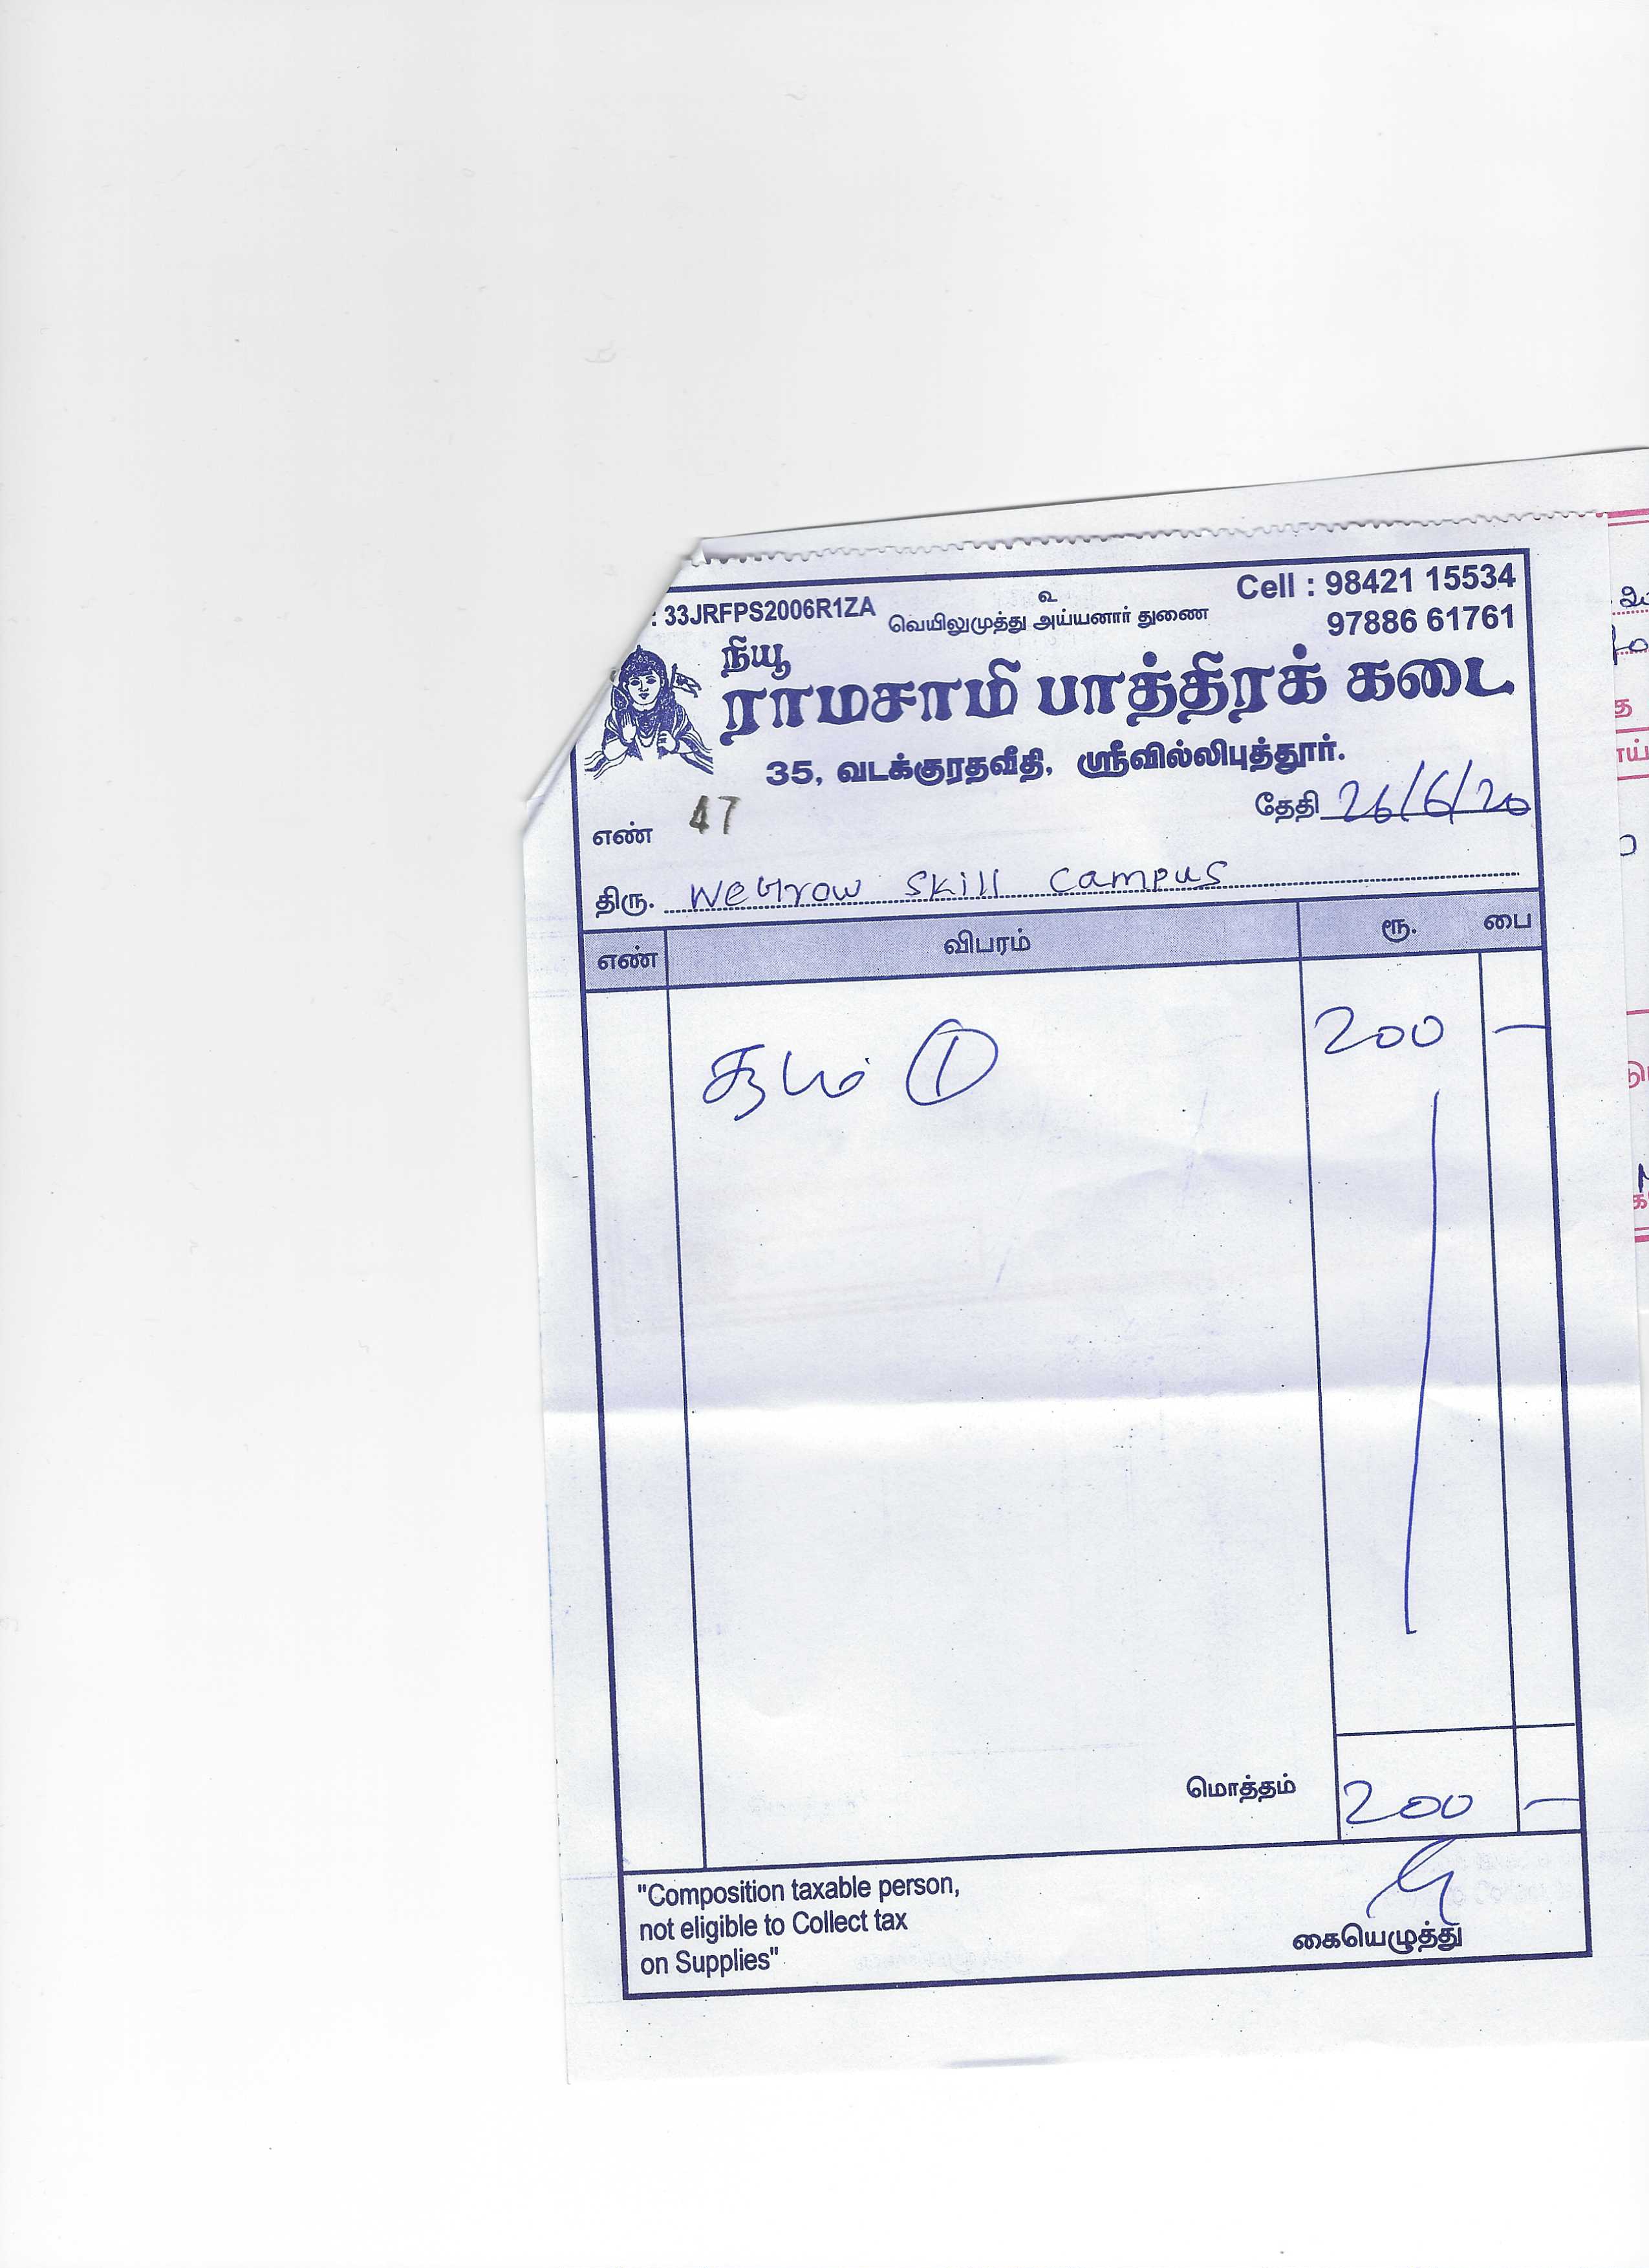 : 33JRFPS2006R1ZA
உ
வெயிலுமுத்து அய்யனார் துணை
Cell : 98421 15534
97886 61761
நியூ
ராமசாமி பாத்திரக் கடை
35, வடக்குரதவீதி, ஸ்ரீவில்லிபுத்தூர்.
எண் 47
தேதி 26/6/20
திரு. WeGrow Skill Campus
எண் விபரம் ரூ. பை
1 200 —
மொத்தம் 200 —
"Composition taxable person,
not eligible to Collect tax
on Supplies"
கையெழுத்து